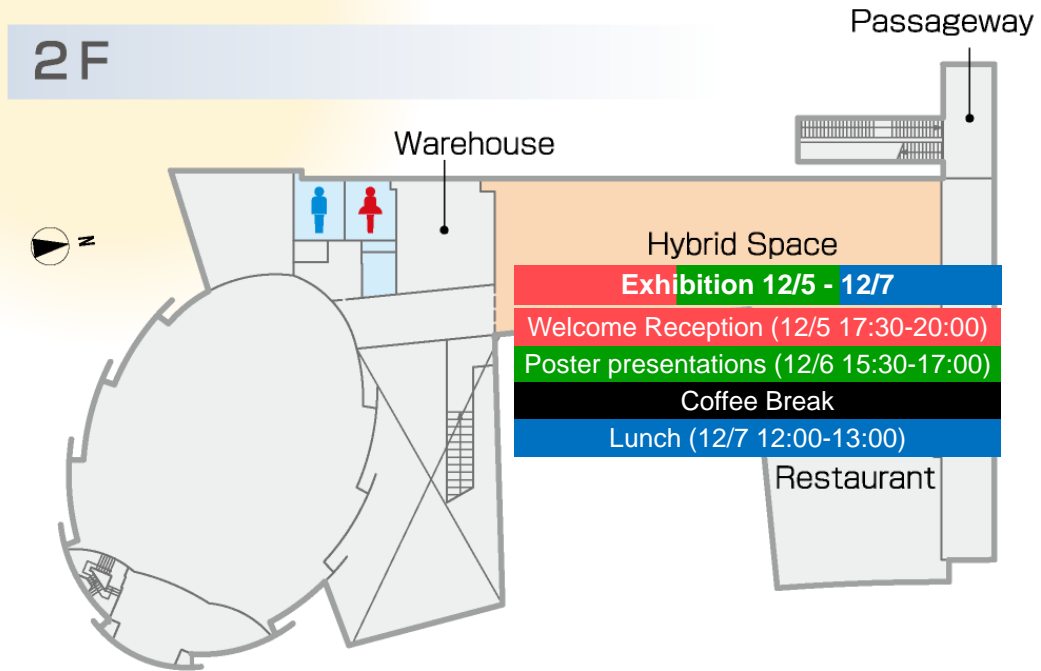 Passageway
2F
Warehouse
N
Hybrid Space
Exhibition 12/5 - 12/7
Welcome Reception (12/5 17:30-20:00)
Poster presentations (12/6 15:30-17:00)
Coffee Break
Lunch (12/7 12:00-13:00)
Restaurant